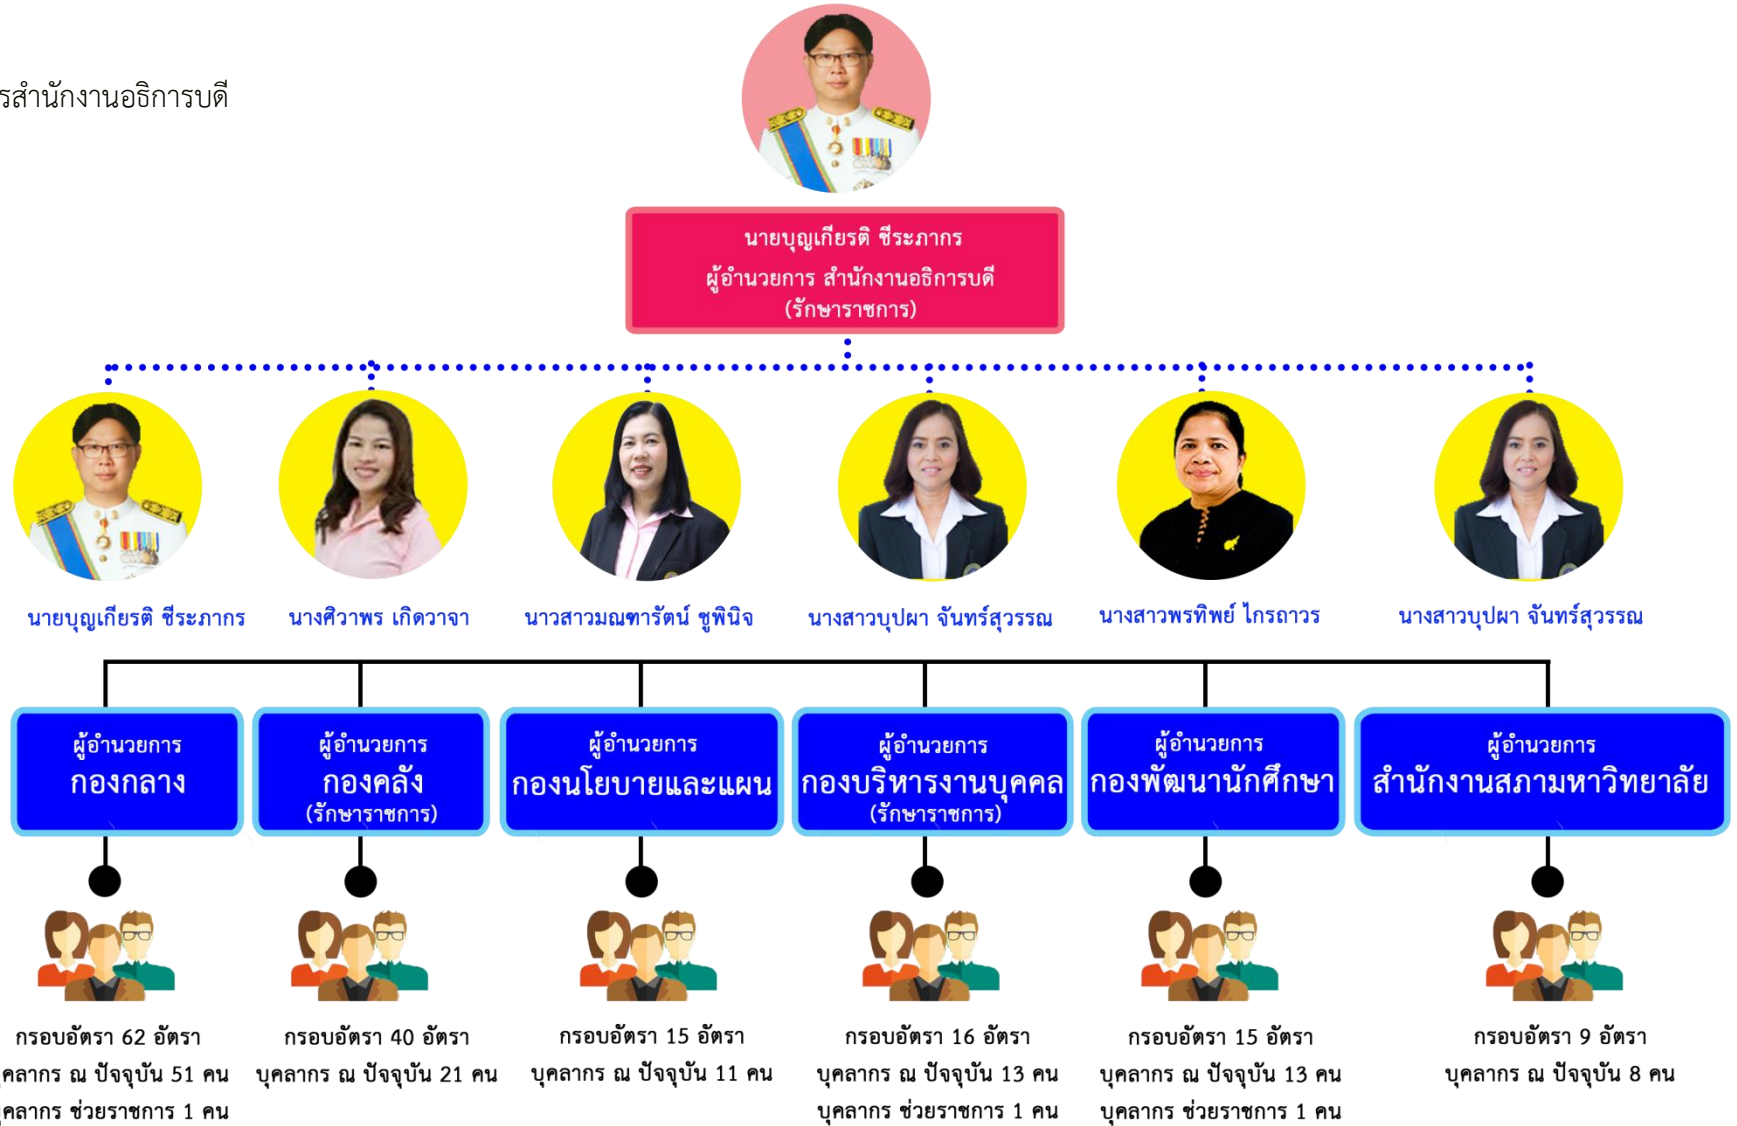 รสำนักงานอธิการบดี
นายบุญเกียรติ ชีระภากร
ผู้อำนวยการ สำนักงานอธิการบดี
(รักษาราชการ)
นายบุญเกียรติ ชีระภากร
นางศิวาพร เกิดวาจา
นาวสาวมณฑารัตน์ ชูพินิจ
นางสาวบุปผา จันทร์สุวรรณ
นางสาวพรทิพย์ ไกรถาวร
นางสาวบุปผา จันทร์สุวรรณ
ผู้อำนวยการ
กองกลาง
ผู้อำนวยการ
กองคลัง
(รักษาราชการ)
ผู้อำนวยการ
กองนโยบายและแผน
ผู้อำนวยการ
กองบริหารงานบุคคล
(รักษาราชการ)
ผู้อำนวยการ
กองพัฒนานักศึกษา
ผู้อำนวยการ
สำนักงานสภามหาวิทยาลัย
กรอบอัตรา 62 อัตรา
ุคลากร ณ ปัจจุบัน 51 คน
ุคลากร ช่วยราชการ 1 คน
กรอบอัตรา 40 อัตรา
บุคลากร ณ ปัจจุบัน 21 คน
กรอบอัตรา 15 อัตรา
บุคลากร ณ ปัจจุบัน 11 คน
กรอบอัตรา 16 อัตรา
บุคลากร ณ ปัจจุบัน 13 คน
บุคลากร ช่วยราชการ 1 คน
กรอบอัตรา 15 อัตรา
บุคลากร ณ ปัจจุบัน 13 คน
บุคลากร ช่วยราชการ 1 คน
กรอบอัตรา 9 อัตรา
บุคลากร ณ ปัจจุบัน 8 คน